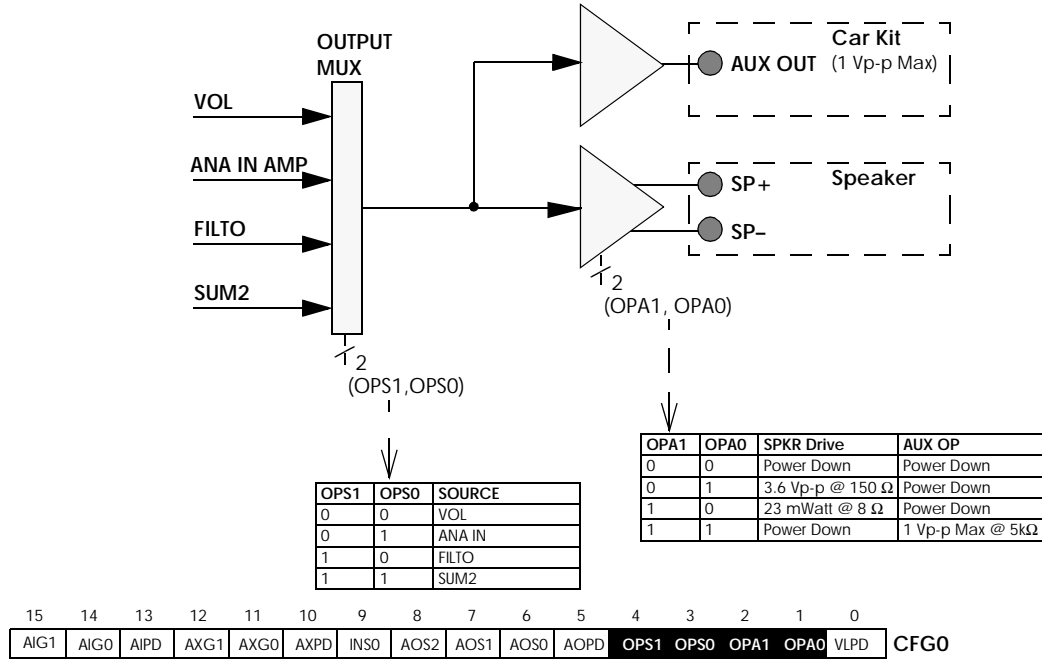 OUTPUT
MUX
VOL
ANA IN AMP
FILTO
SUM2
2
(OPS1,OPS0)
Car Kit
AUX OUT (1 Vp-p Max)
Speaker
SP+
SP–
2
(OPA1, OPA0)
OPA1 OPA0 SPKR Drive AUX OP
0 0 Power Down Power Down
0 1 3.6 Vp-p @ 150 Ω Power Down
1 0 23 mWatt @ 8 Ω Power Down
1 1 Power Down 1 Vp-p Max @ 5kΩ
OPS1 OPS0 SOURCE
0 0 VOL
0 1 ANA IN
1 0 FILTO
1 1 SUM2
15 14 13 12 11 10 9 8 7 6 5 4 3 2 1 0
AIG1 AIG0 AIPD AXG1 AXG0 AXPD INS0 AOS2 AOS1 AOS0 AOPD OPS1 OPS0 OPA1 OPA0 VLPD CFG0